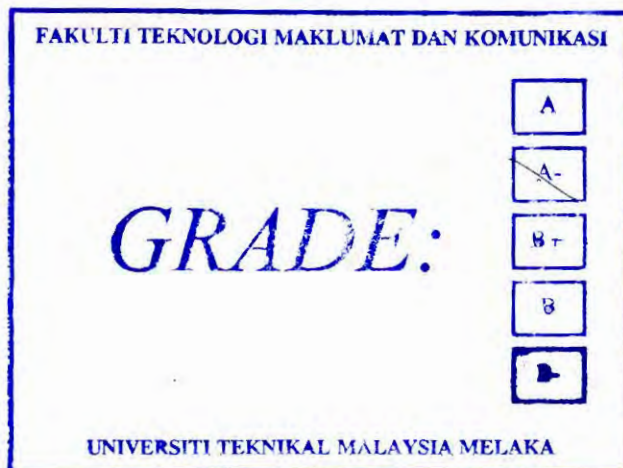 FAKULTI TEKNOLOGI MAKLUMAT DAN KOMUNIKASI
A
A-
GRADE:
B+
B
B-
UNIVERSITI TEKNIKAL MALAYSIA MELAKA